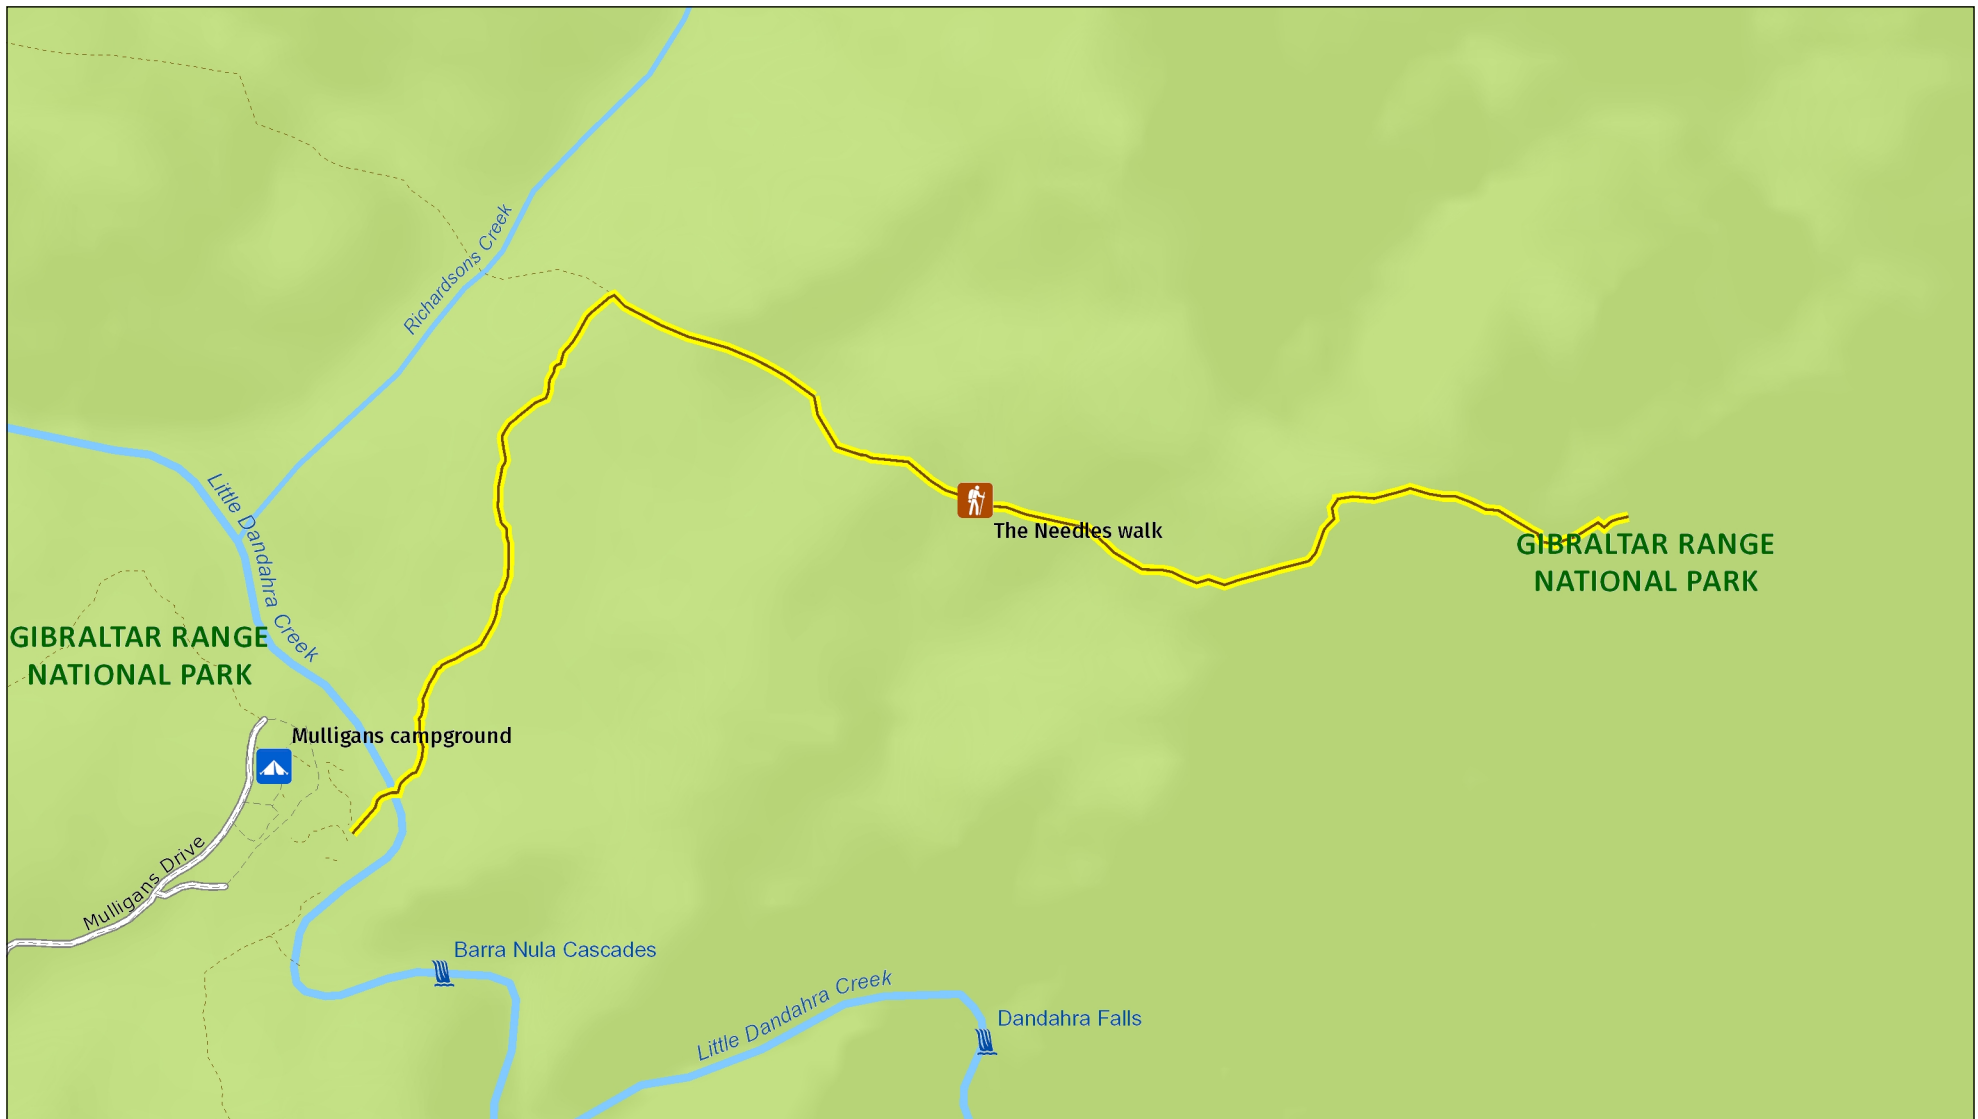 Richardsons Creek
Little Dandahra Creek
The Needles walk
GIBRALTAR RANGE
NATIONAL PARK
GIBRALTAR RANGE
NATIONAL PARK
Mulligans campground
Mulligans Drive
Barra Nula Cascades
Little Dandahra Creek
Dandahra Falls